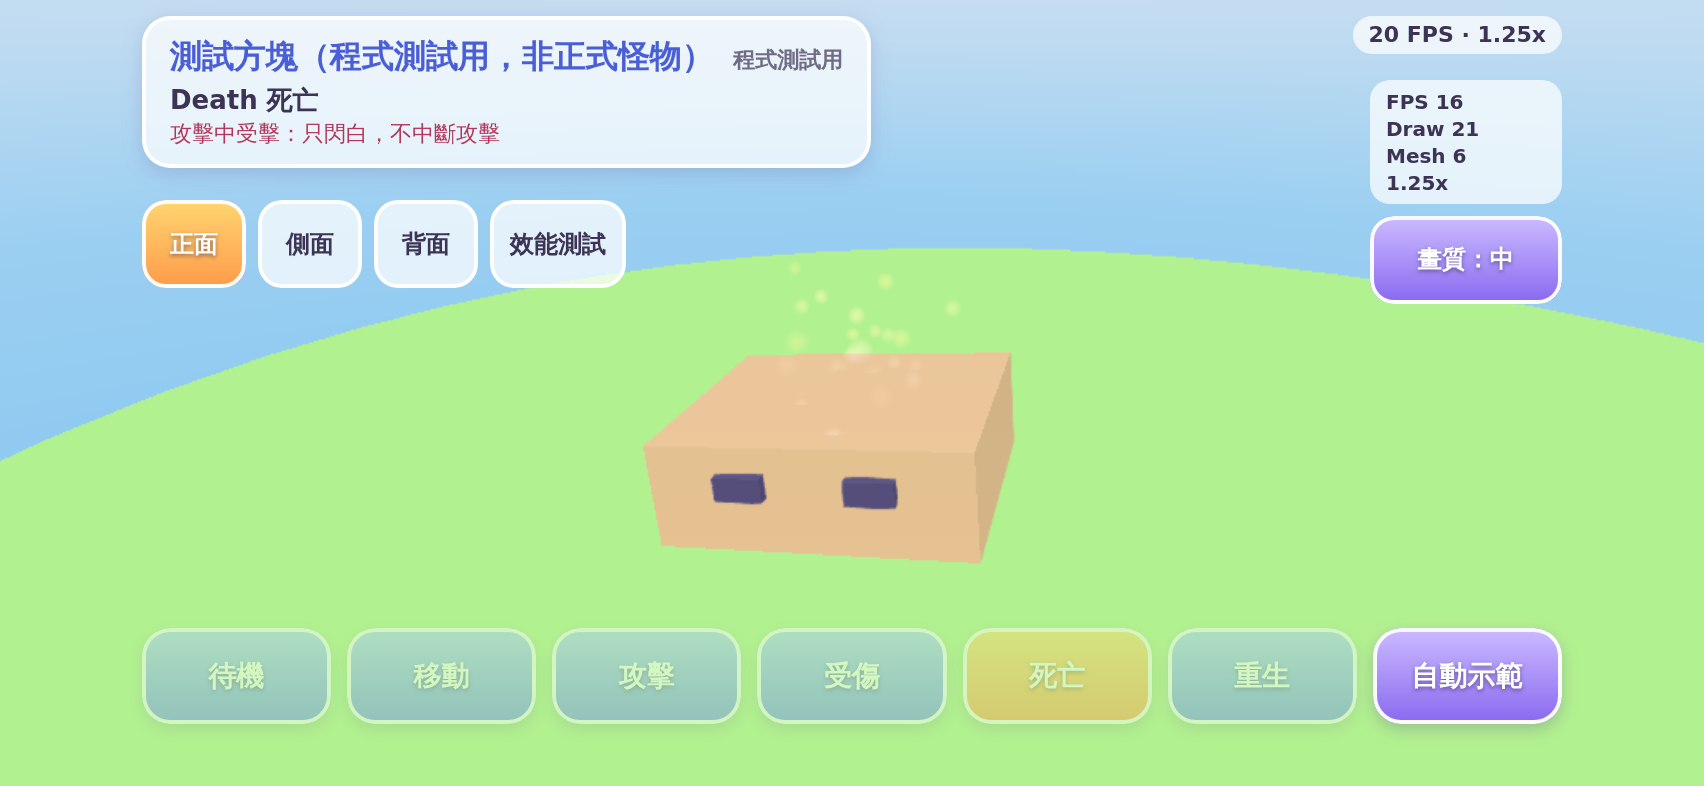 測試方塊（程式測試用，非正式怪物） 程式測試用
Death 死亡
攻擊中受擊：只閃白，不中斷攻擊
20 FPS · 1.25x
FPS 16
Draw 21
Mesh 6
1.25x
正面 側面 背面 效能測試
畫質：中
待機 移動 攻擊 受傷 死亡 重生 自動示範